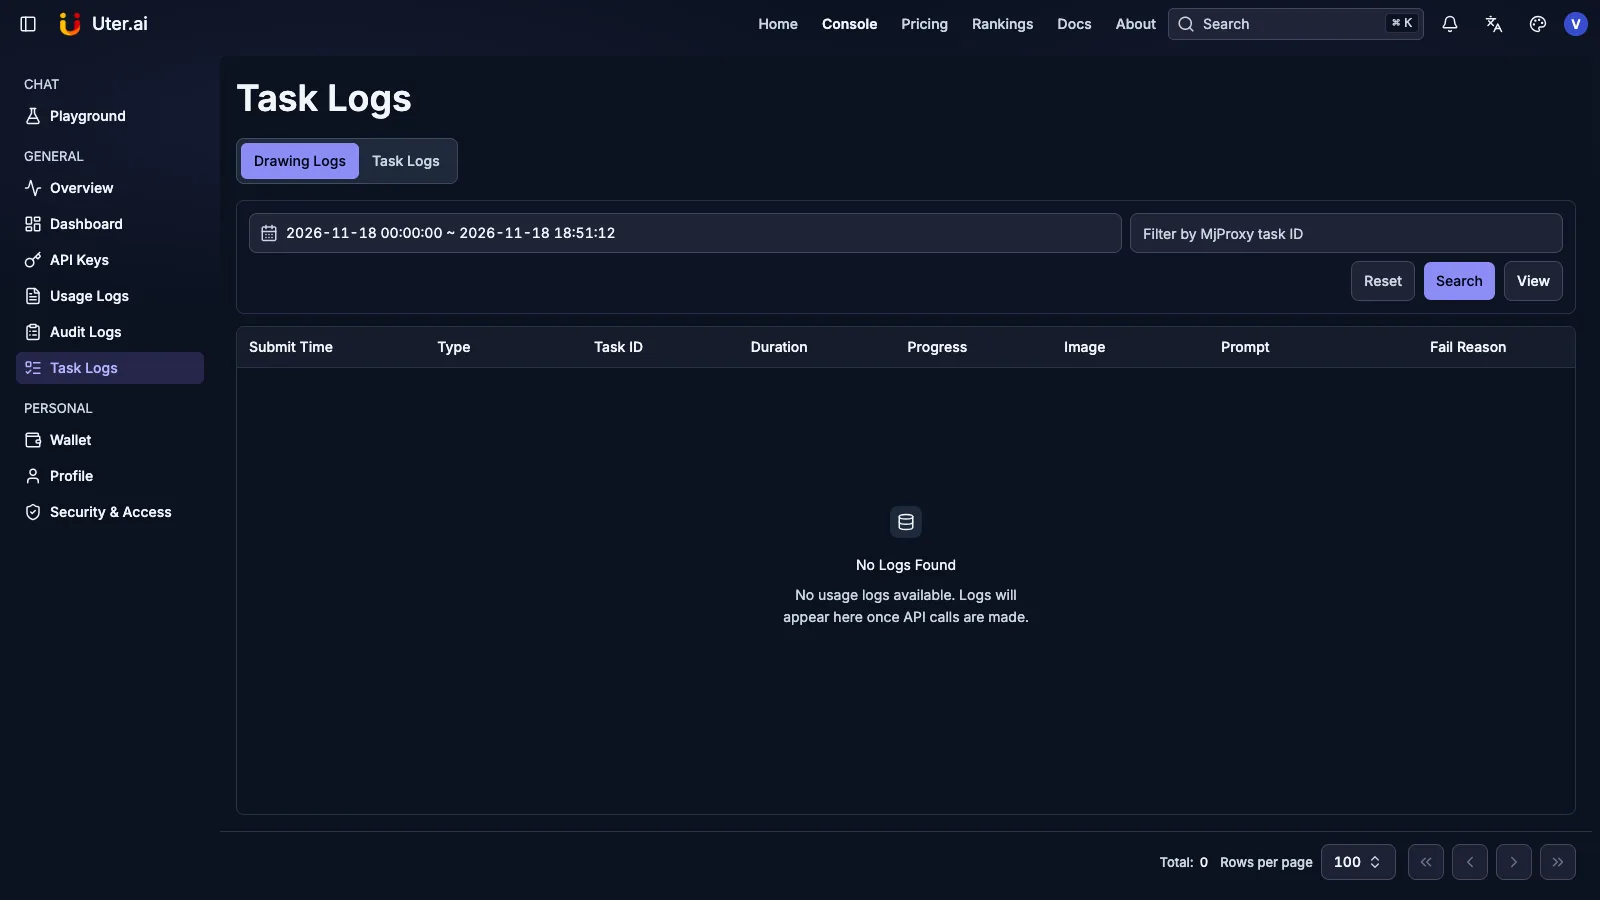 Uter.ai
Home
Console
Pricing
Rankings
Docs
About
Search
⌘ K
V
CHAT
Playground
GENERAL
Overview
Dashboard
API Keys
Usage Logs
Audit Logs
Task Logs
PERSONAL
Wallet
Profile
Security & Access
Task Logs
Drawing Logs
Task Logs
2026-11-18 00:00:00 ~ 2026-11-18 18:51:12
Filter by MjProxy task ID
Reset
Search
View
Submit Time
Type
Task ID
Duration
Progress
Image
Prompt
Fail Reason
No Logs Found
No usage logs available. Logs will
appear here once API calls are made.
Total: 0
Rows per page
100